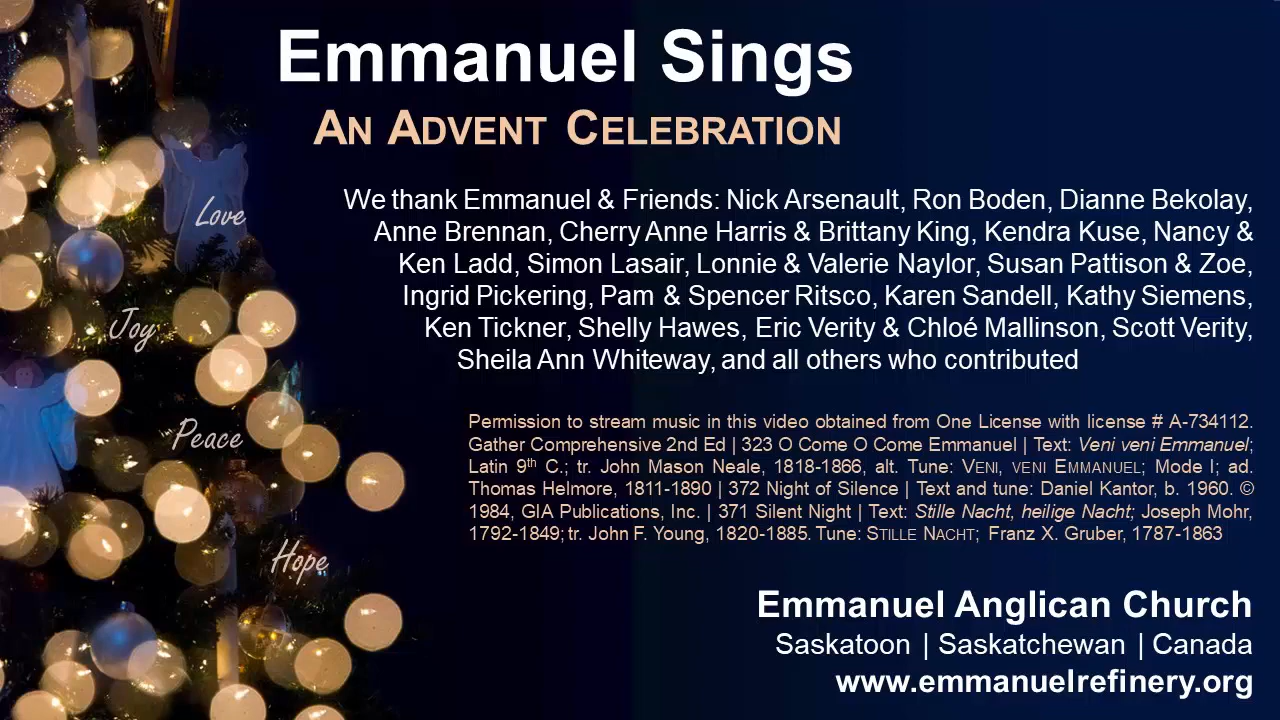 Emmanuel Sings
AN ADVENT CELEBRATION
We thank Emmanuel & Friends: Nick Arsenault, Ron Boden, Dianne Bekolay,
Anne Brennan, Cherry Anne Harris & Brittany King, Kendra Kuse, Nancy &
Ken Ladd, Simon Lasair, Lonnie & Valerie Naylor, Susan Pattison & Zoe,
Ingrid Pickering, Pam & Spencer Ritsco, Karen Sandell, Kathy Siemens,
Ken Tickner, Shelly Hawes, Eric Verity & Chloé Mallinson, Scott Verity,
Sheila Ann Whiteway, and all others who contributed
Love
Joy
Peace
Hope
Permission to stream music in this video obtained from One License with license # A-734112.
Gather Comprehensive 2nd Ed | 323 O Come O Come Emmanuel | Text: Veni veni Emmanuel;
Latin 9th C.; tr. John Mason Neale, 1818-1866, alt. Tune: VENI, VENI EMMANUEL; Mode I; ad.
Thomas Helmore, 1811-1890 | 372 Night of Silence | Text and tune: Daniel Kantor, b. 1960. ©
1984, GIA Publications, Inc. | 371 Silent Night | Text: Stille Nacht, heilige Nacht; Joseph Mohr,
1792-1849; tr. John F. Young, 1820-1885. Tune: STILLE NACHT; Franz X. Gruber, 1787-1863
Emmanuel Anglican Church
Saskatoon | Saskatchewan | Canada
www.emmanuelrefinery.org